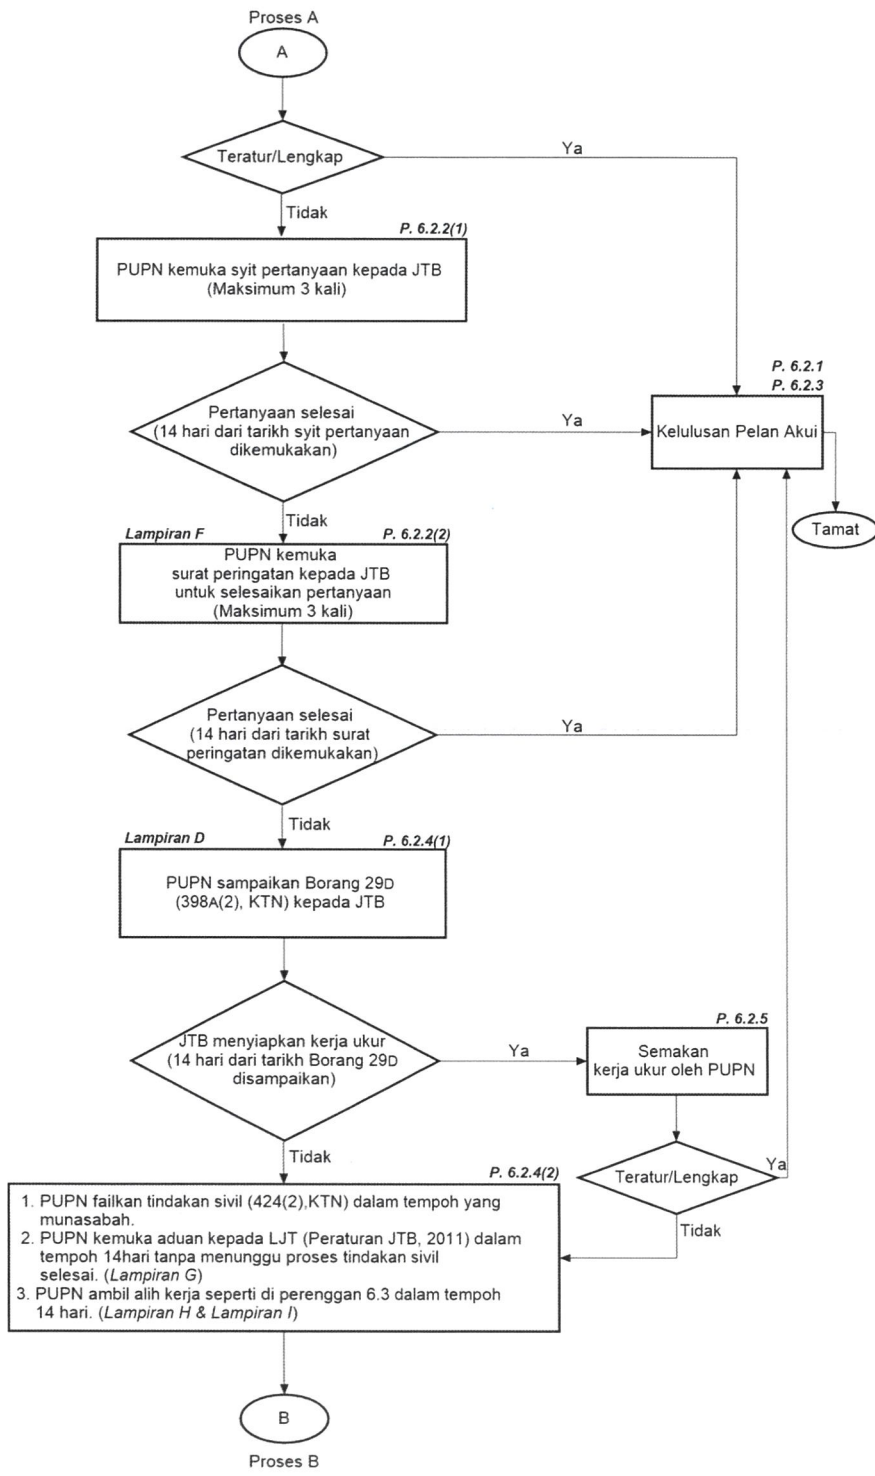 Proses A
A
Teratur/Lengkap
Ya
Tidak
P. 6.2.2(1)
PUPN kemuka syit pertanyaan kepada JTB
(Maksimum 3 kali)
P. 6.2.1
P. 6.2.3
Pertanyaan selesai
(14 hari dari tarikh syit pertanyaan
dikemukakan)
Ya
Kelulusan Pelan Akui
Tidak
Tamat
Lampiran F
P. 6.2.2(2)
PUPN kemuka
surat peringatan kepada JTB
untuk selesaikan pertanyaan
(Maksimum 3 kali)
Pertanyaan selesai
(14 hari dari tarikh surat
peringatan dikemukakan)
Ya
Tidak
Lampiran D
P. 6.2.4(1)
PUPN sampaikan Borang 29D
(398A(2), KTN) kepada JTB
JTB menyiapkan kerja ukur
(14 hari dari tarikh Borang 29D
disampaikan)
Ya
P. 6.2.5
Semakan
kerja ukur oleh PUPN
Tidak
Teratur/Lengkap
Ya
Tidak
P. 6.2.4(2)
1. PUPN failkan tindakan sivil (424(2),KTN) dalam tempoh yang
munasabah.
2. PUPN kemuka aduan kepada LJT (Peraturan JTB, 2011) dalam
tempoh 14hari tanpa menunggu proses tindakan sivil
selesai. (Lampiran G)
3. PUPN ambil alih kerja seperti di perenggan 6.3 dalam tempoh
14 hari. (Lampiran H & Lampiran I)
B
Proses B